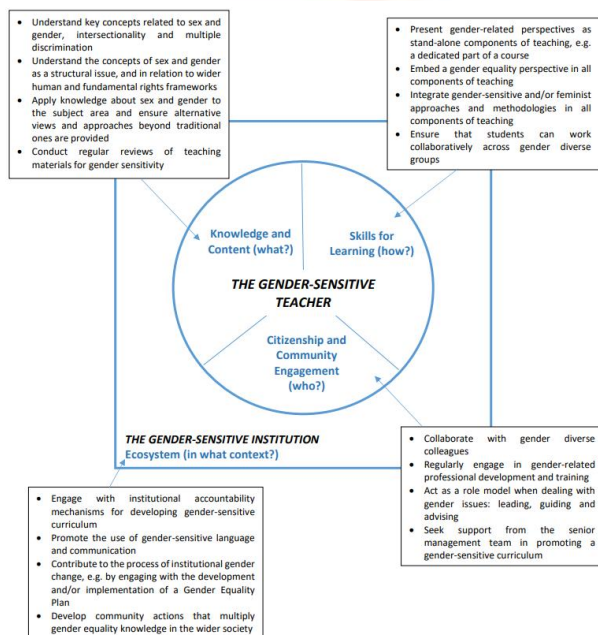 • Understand key concepts related to sex and
gender, intersectionality and multiple
discrimination
• Understand the concepts of sex and gender
as a structural issue, and in relation to wider
human and fundamental rights frameworks
• Apply knowledge about sex and gender to
the subject area and ensure alternative
views and approaches beyond traditional
ones are provided
• Conduct regular reviews of teaching
materials for gender sensitivity
• Present gender-related perspectives as
stand-alone components of teaching, e.g.
a dedicated part of a course
• Embed a gender equality perspective in all
components of teaching
• Integrate gender-sensitive and/or feminist
approaches and methodologies in all
components of teaching
• Ensure that students can work
collaboratively across gender diverse
groups
Knowledge and
Content (what?)
Skills for
Learning (how?)
THE GENDER-SENSITIVE
TEACHER
Citizenship and
Community
Engagement
(who?)
THE GENDER-SENSITIVE INSTITUTION
Ecosystem (in what context?)
• Collaborate with gender diverse
colleagues
• Regularly engage in gender-related
professional development and training
• Act as a role model when dealing with
gender issues: leading, guiding and
advising
• Seek support from the senior
management team in promoting a
gender-sensitive curriculum
• Engage with institutional accountability
mechanisms for developing gender-sensitive
curriculum
• Promote the use of gender-sensitive language
and communication
• Contribute to the process of institutional gender
change, e.g. by engaging with the development
and/or implementation of a Gender Equality
Plan
• Develop community actions that multiply
gender equality knowledge in the wider society